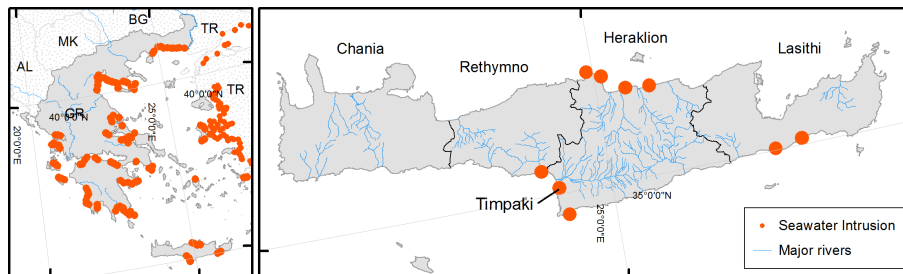 BG
TR
MK
AL
TR
40°0'0"N
GR
40°0'0"N
25°0'0"E
20°0'0"E
Heraklion
Chania
Lasithi
Rethymno
Timpaki
35°0'0"N
25°0'0"E
Seawater Intrusion
Major rivers